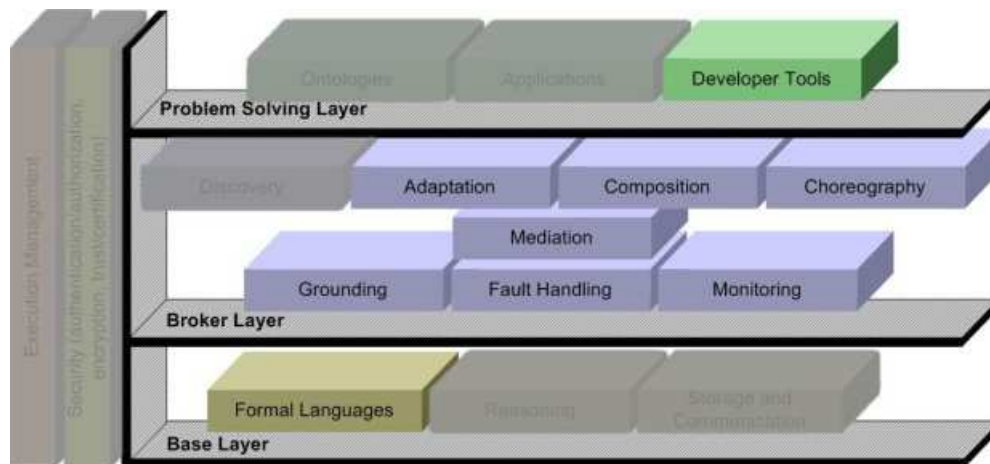 Ontologies
Applications
Developer Tools
Problem Solving Layer
Discovery
Adaptation
Composition
Choreography
Mediation
Grounding
Fault Handling
Monitoring
Broker Layer
Formal Languages
Reasoning
Storage and
Communication
Base Layer
Execution Management
Security (authentication/authorization,
encryption, trust/certification)